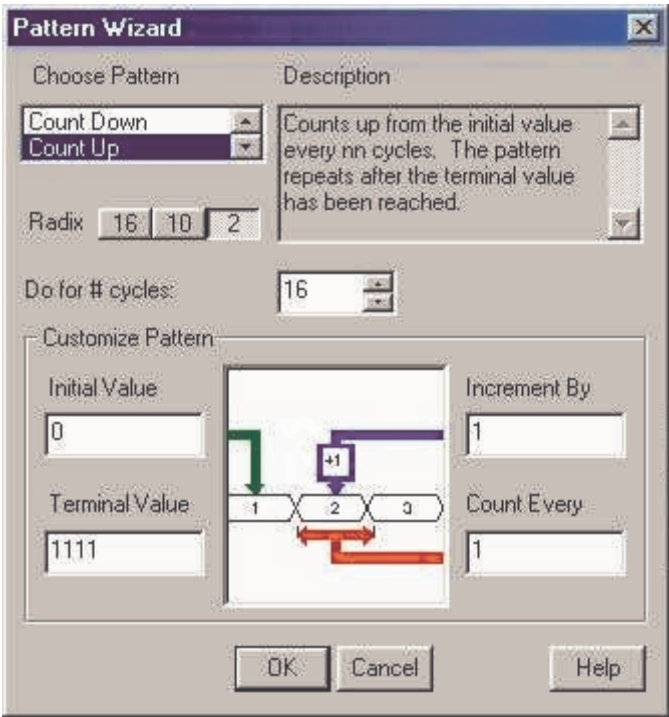 Pattern Wizard
Choose Pattern
Description
Count Down
Count Up
Counts up from the initial value
every nn cycles. The pattern
repeats after the terminal value
has been reached.
Radix 16 10 2
Do for # cycles: 16
Customize Pattern
Initial Value
0
Increment By
1
+1
1 2 3
Terminal Value
1111
Count Every
1
OK Cancel Help